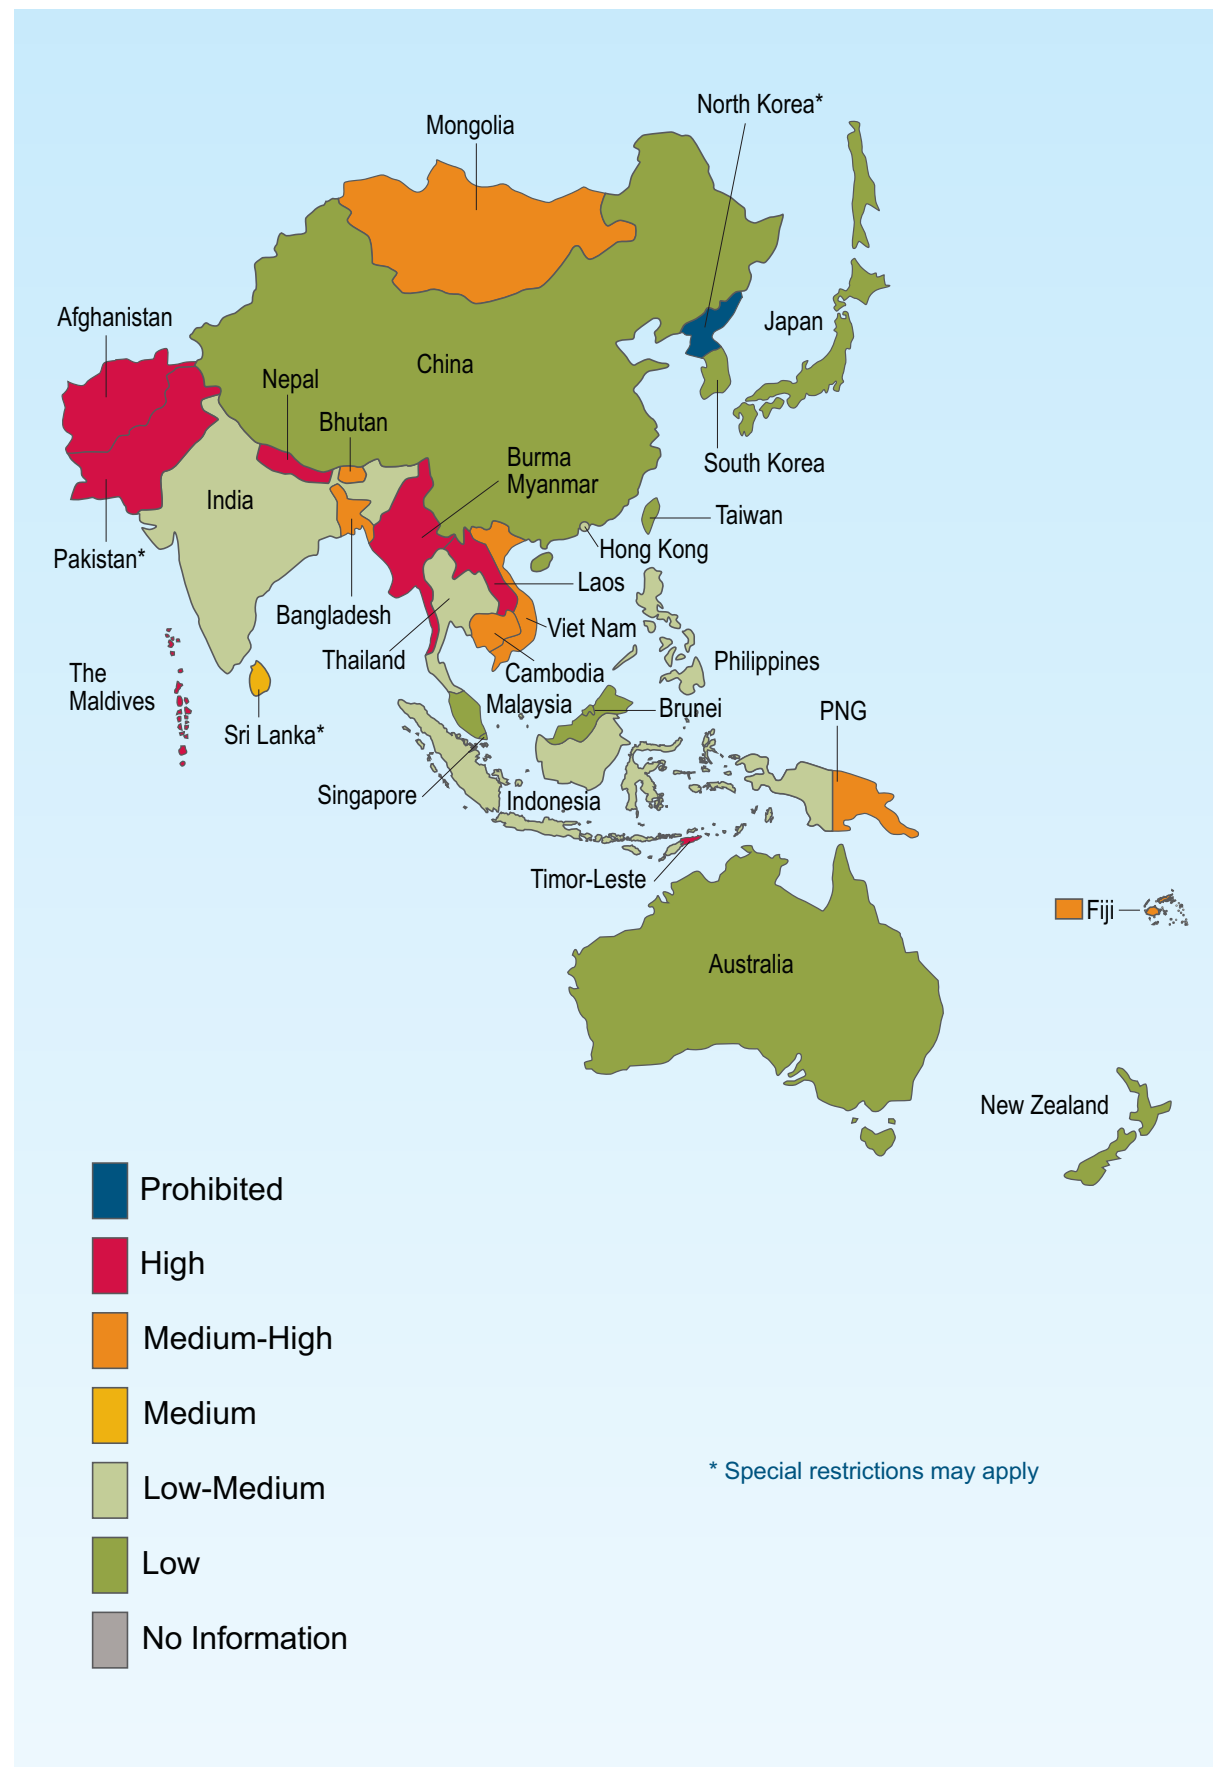 North Korea*
Mongolia
Afghanistan
Japan
China
Nepal
Bhutan
Burma
Myanmar
South Korea
India
Taiwan
Hong Kong
Pakistan*
Laos
Bangladesh
Viet Nam
Thailand
Philippines
Cambodia
The
Maldives
Malaysia
Brunei
PNG
Sri Lanka*
Singapore
Indonesia
Timor-Leste
Fiji
Australia
New Zealand
Prohibited
High
Medium-High
Medium
* Special restrictions may apply
Low-Medium
Low
No Information